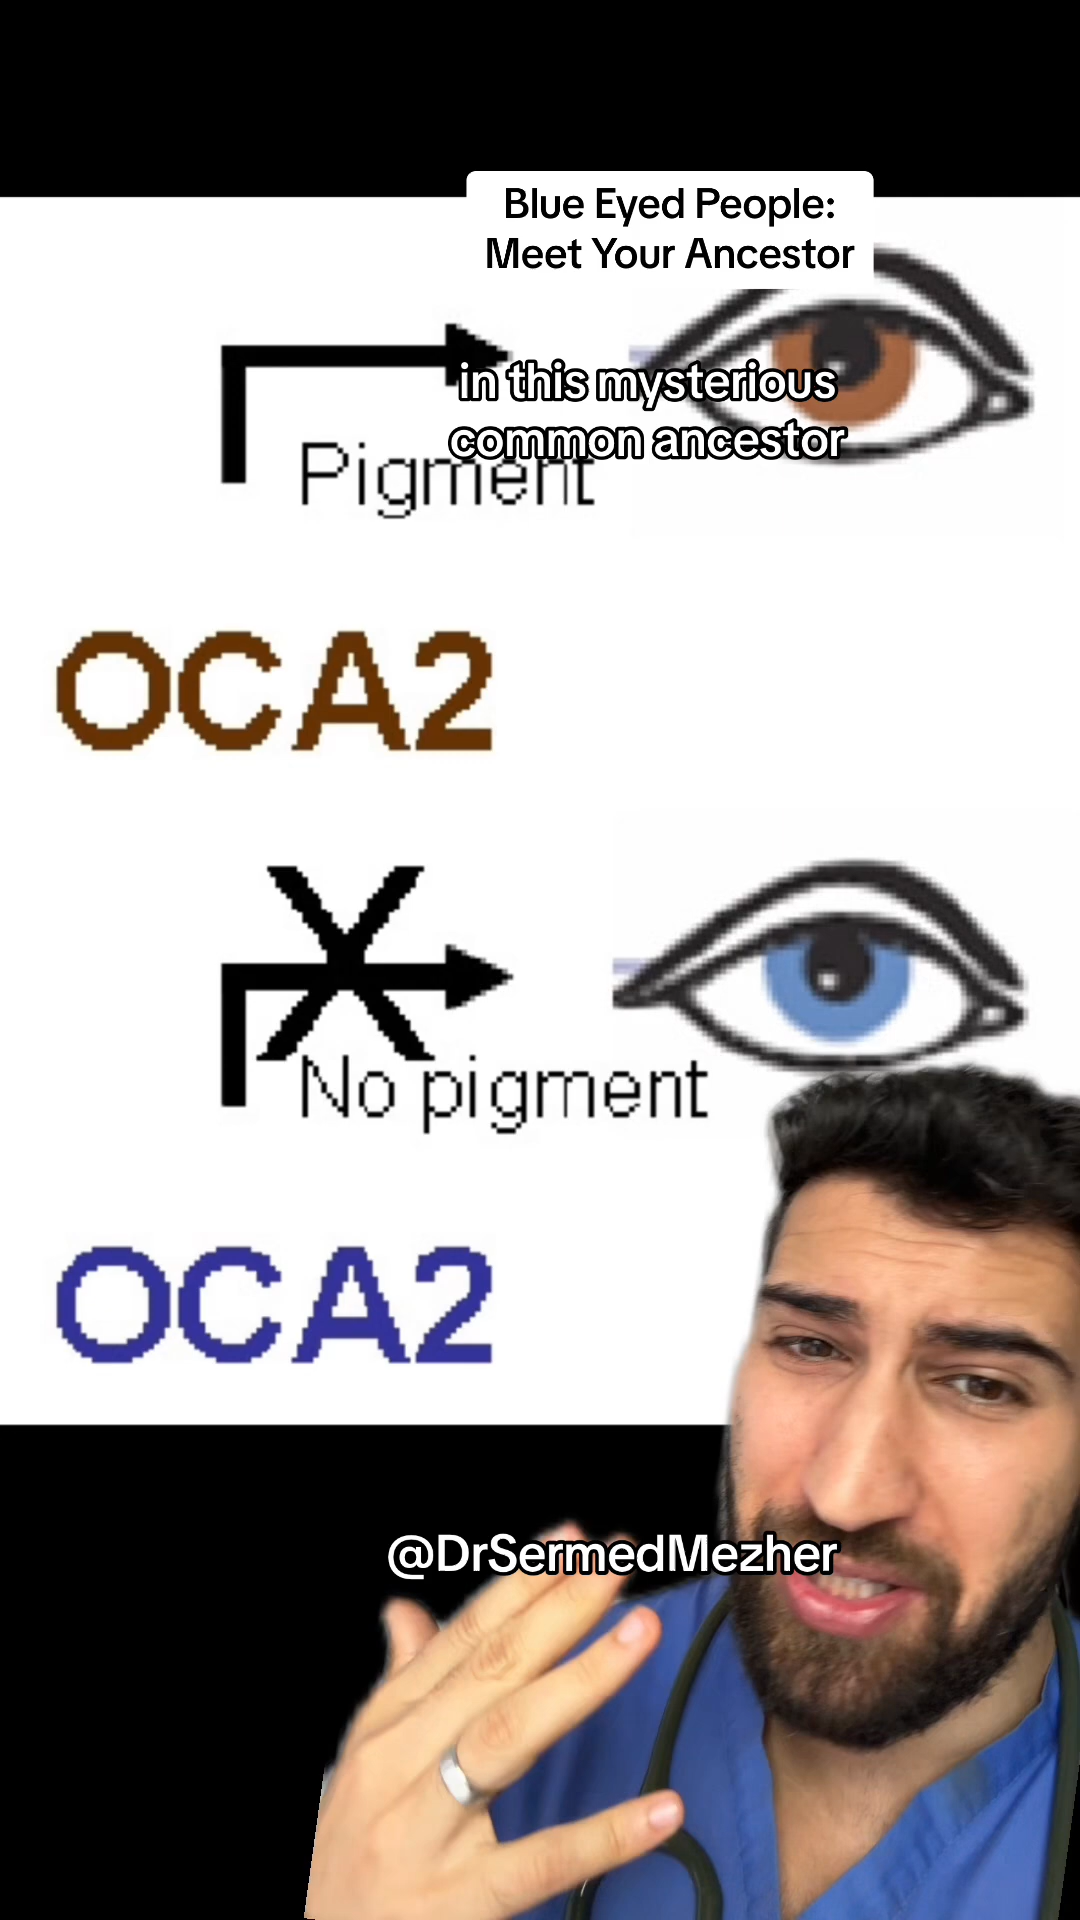 Blue Eyed People:
Meet Your Ancestor
in this mysterious
common ancestor
Pigment
OCA2
No pigment
OCA2
@DrSermedMezher